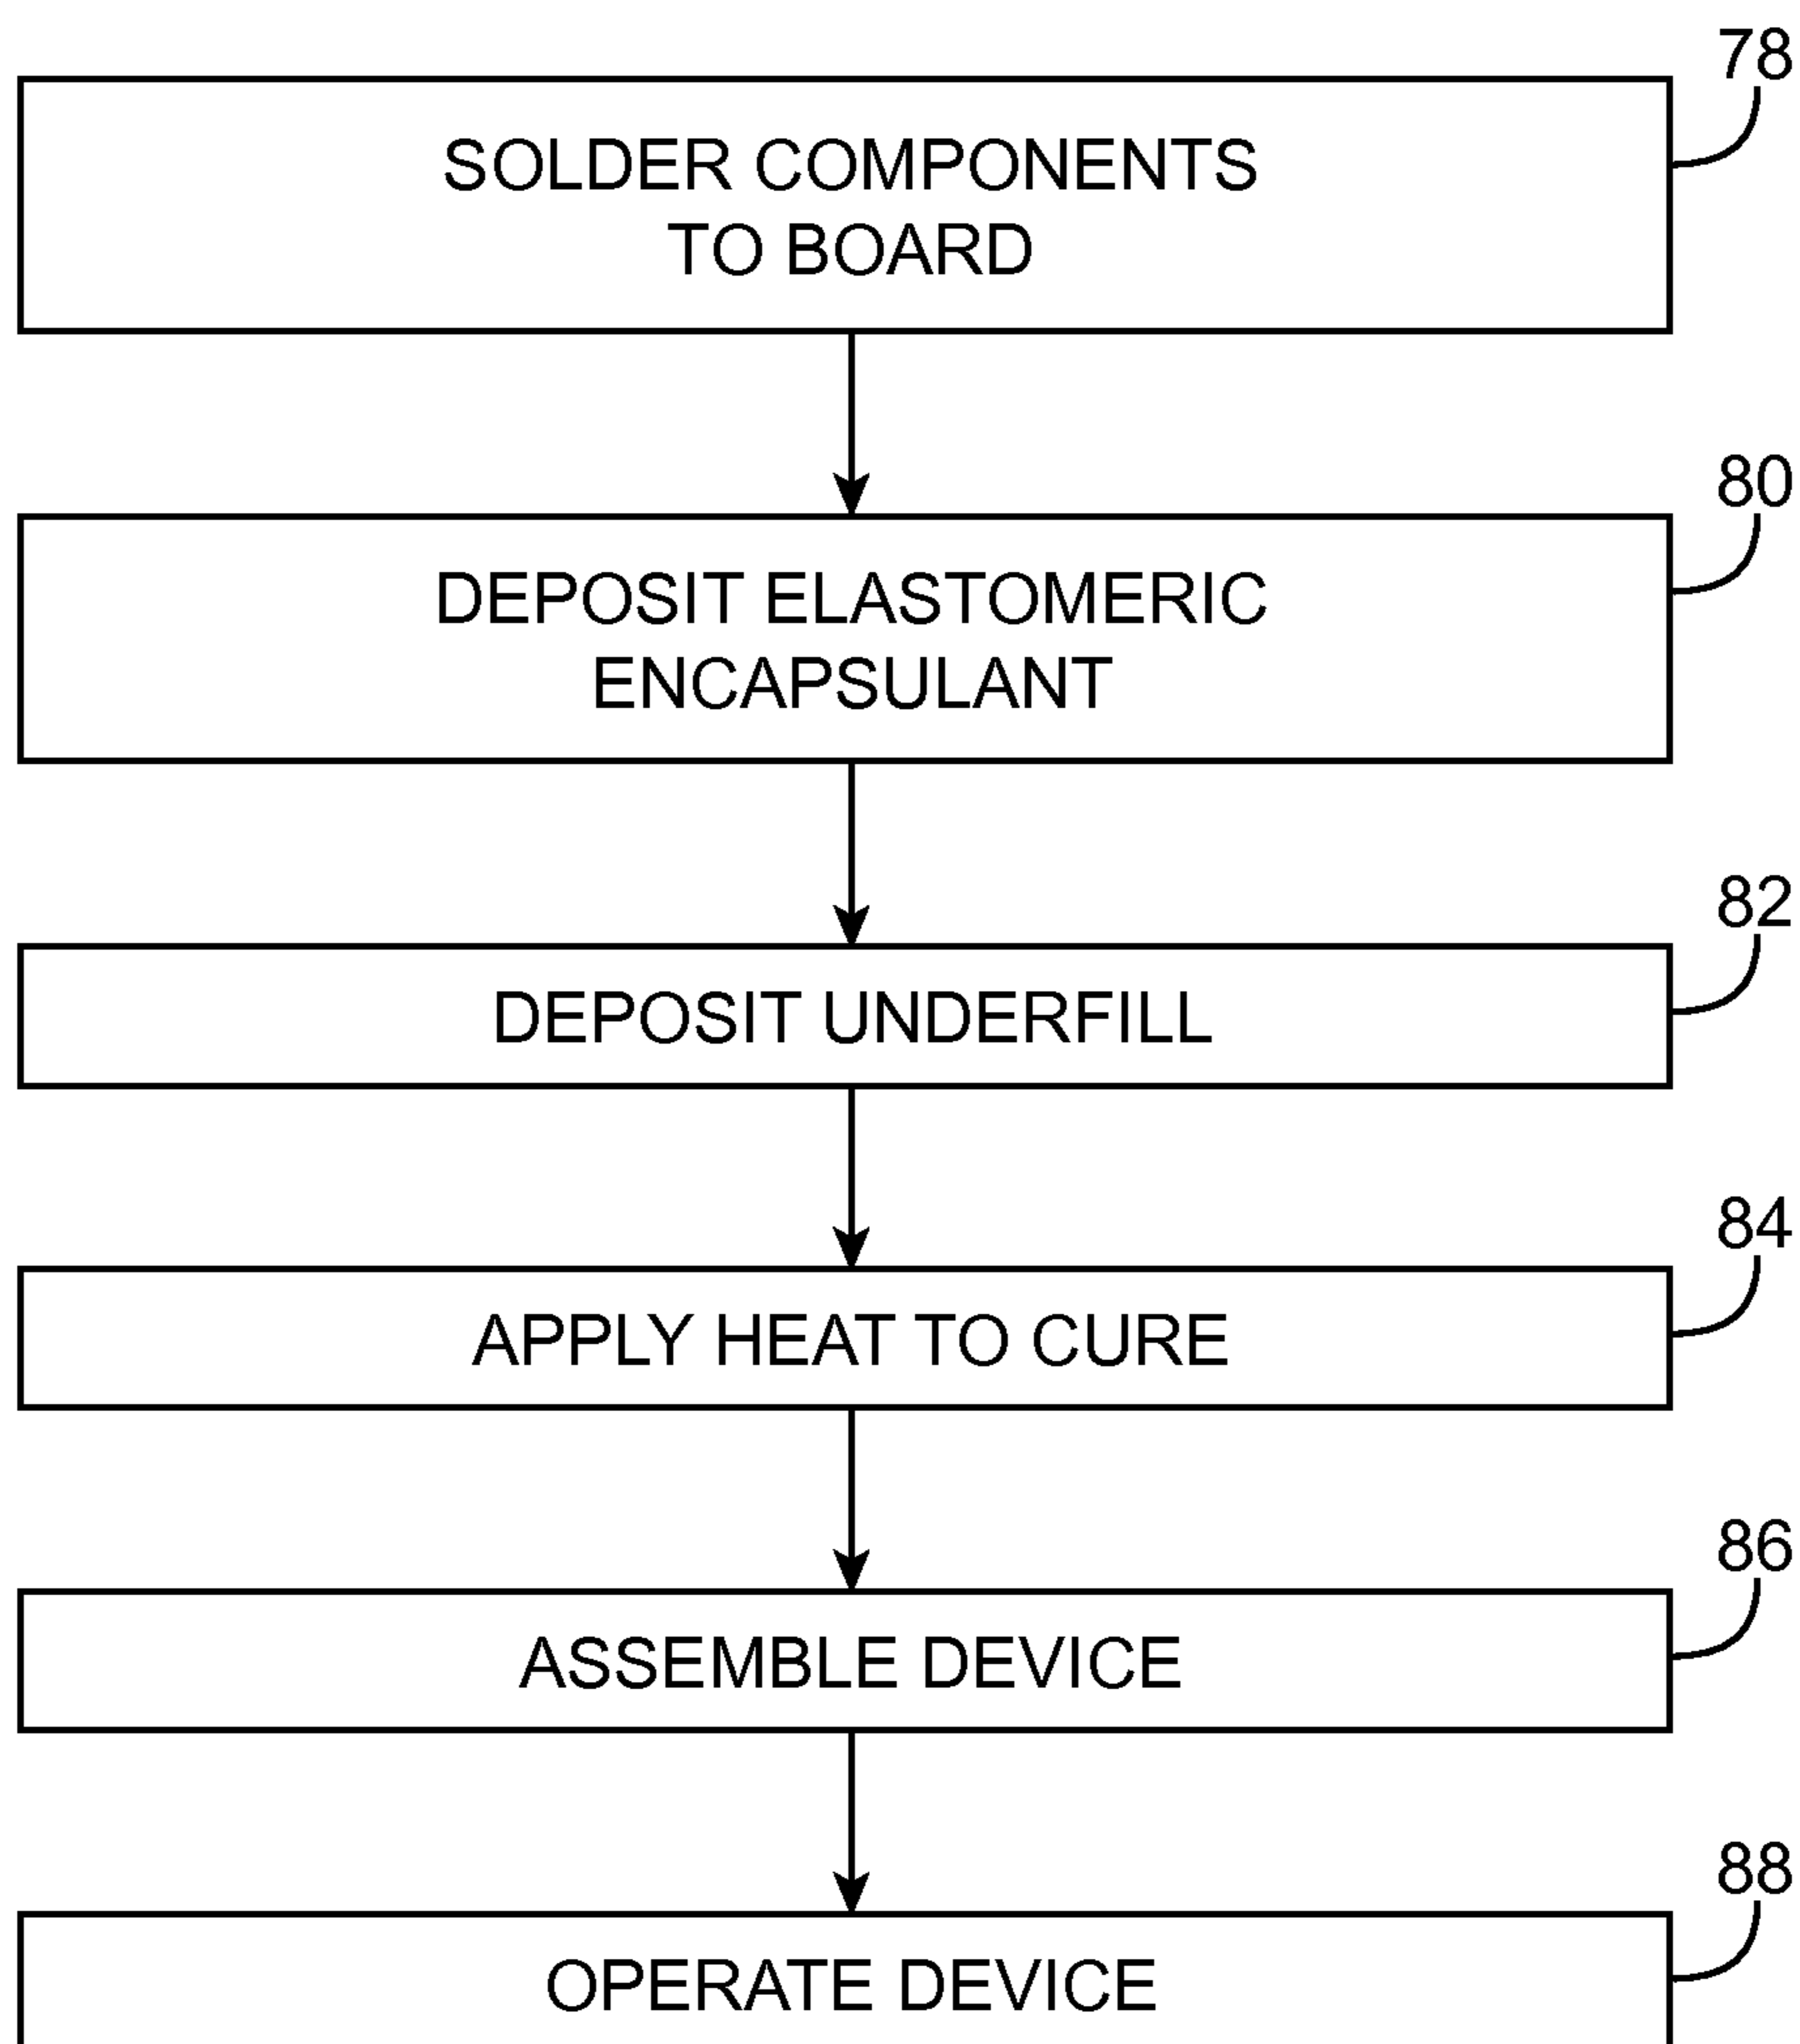 78
SOLDER COMPONENTS
TO BOARD
80
DEPOSIT ELASTOMERIC
ENCAPSULANT
82
DEPOSIT UNDERFILL
84
APPLY HEAT TO CURE
86
ASSEMBLE DEVICE
88
OPERATE DEVICE